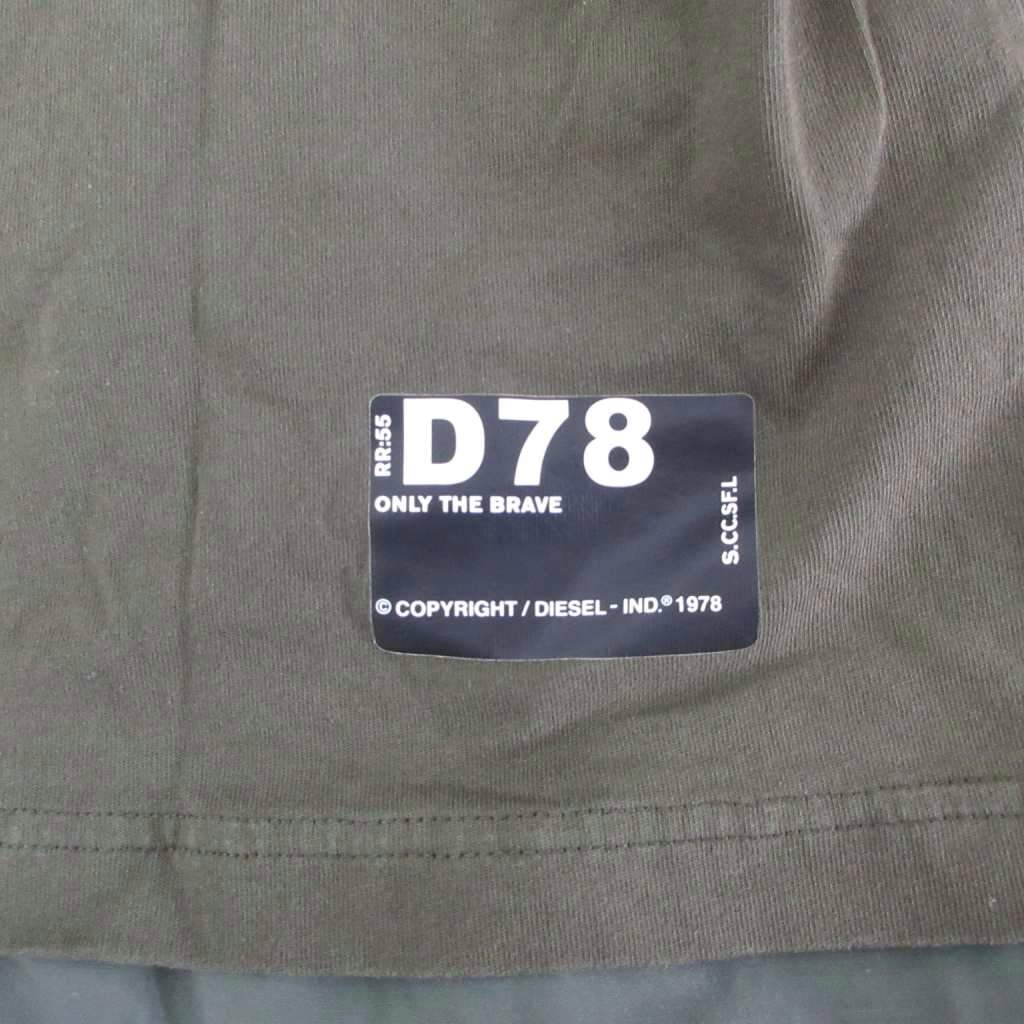 RR:55
D78
ONLY THE BRAVE
S.CC.SF.L
© COPYRIGHT / DIESEL - IND.® 1978